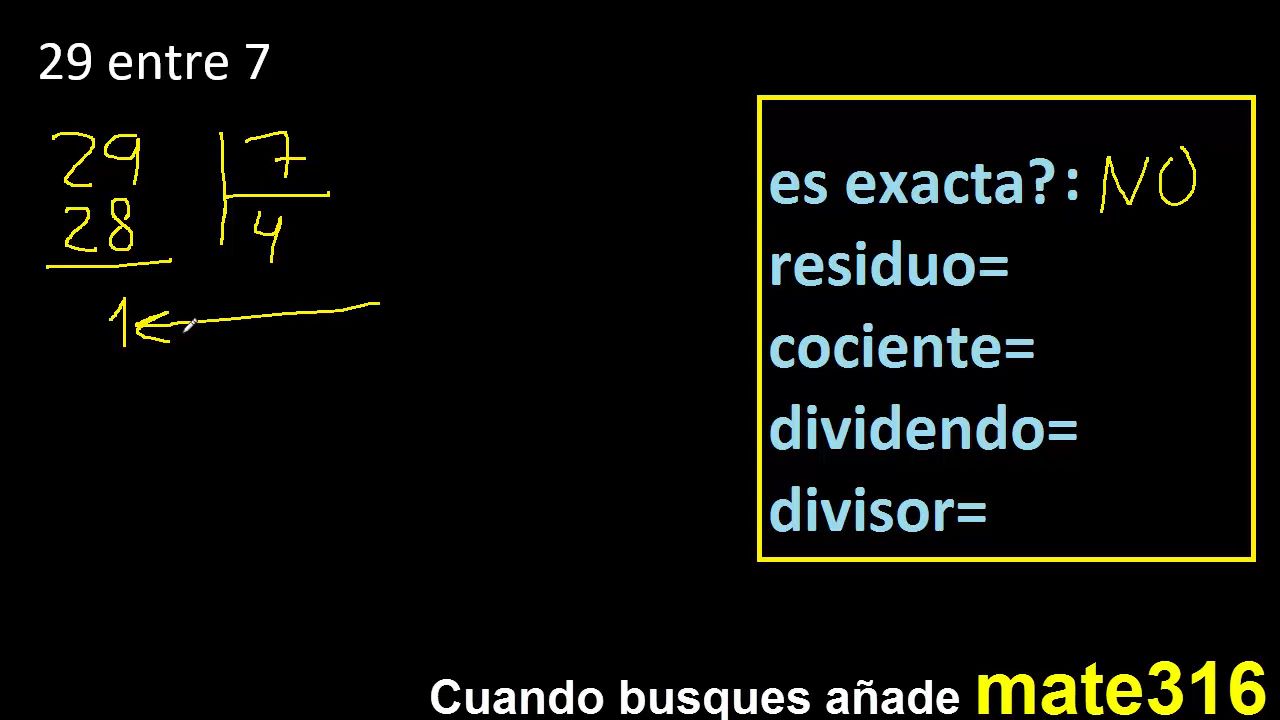 29 entre 7
29 7
28 4
1
es exacta?: NO
residuo=
cociente=
dividendo=
divisor=
Cuando busques añade mate316